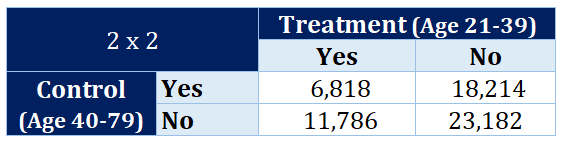 2 x 2
Treatment (Age 21-39)
Yes No
Control (Age 40-79)
Yes 6,818 18,214
No 11,786 23,182